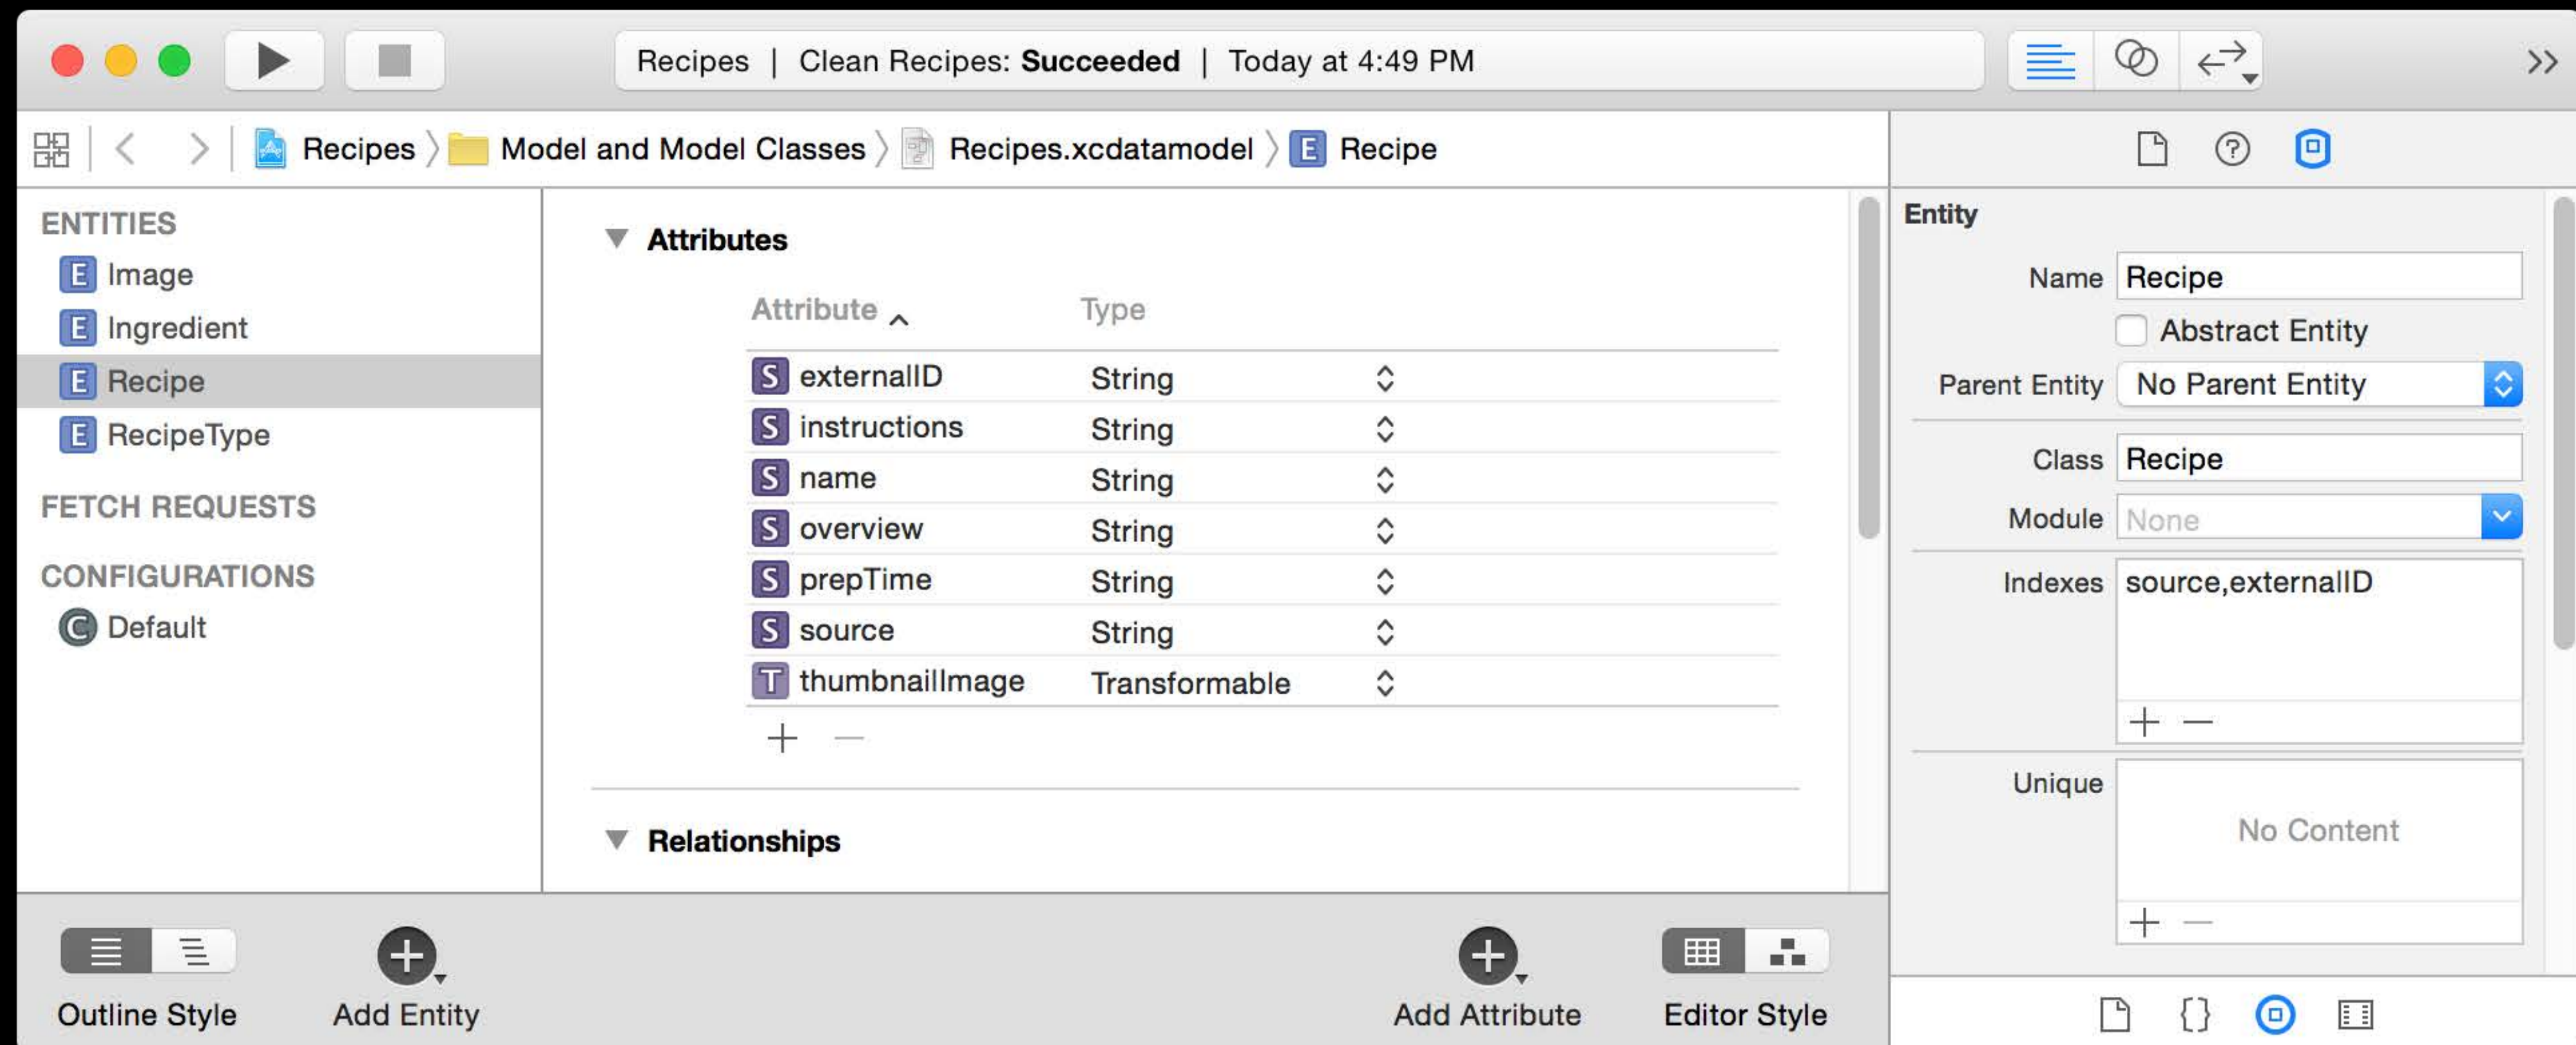 Recipes | Clean Recipes: Succeeded | Today at 4:49 PM
Recipes Model and Model Classes Recipes.xcdatamodel E Recipe
ENTITIES
E Image
E Ingredient
E Recipe
E RecipeType
FETCH REQUESTS
CONFIGURATIONS
C Default
Attributes
Attribute Type
S externalID String
S instructions String
S name String
S overview String
S prepTime String
S source String
T thumbnailImage Transformable
Relationships
Outline Style
Add Entity
Add Attribute
Editor Style
Entity
Name Recipe
Abstract Entity
Parent Entity No Parent Entity
Class Recipe
Module None
Indexes source,externalID
Unique
No Content